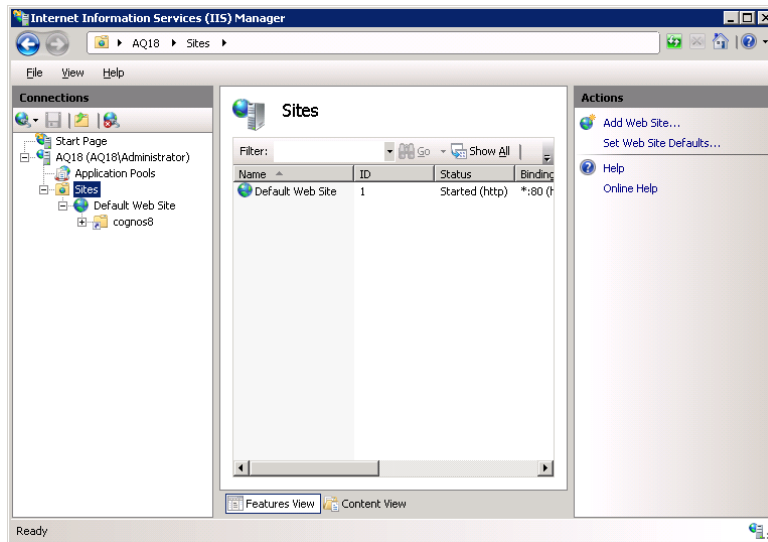 Internet Information Services (IIS) Manager
AQ18 Sites
File View Help
Connections
Start Page
AQ18 (AQ18\Administrator)
Application Pools
Sites
Default Web Site
cognos8
Sites
Filter: Go Show All
Name ID Status Binding
Default Web Site 1 Started (http) *:80 (h
Features View Content View
Actions
Add Web Site...
Set Web Site Defaults...
Help
Online Help
Ready